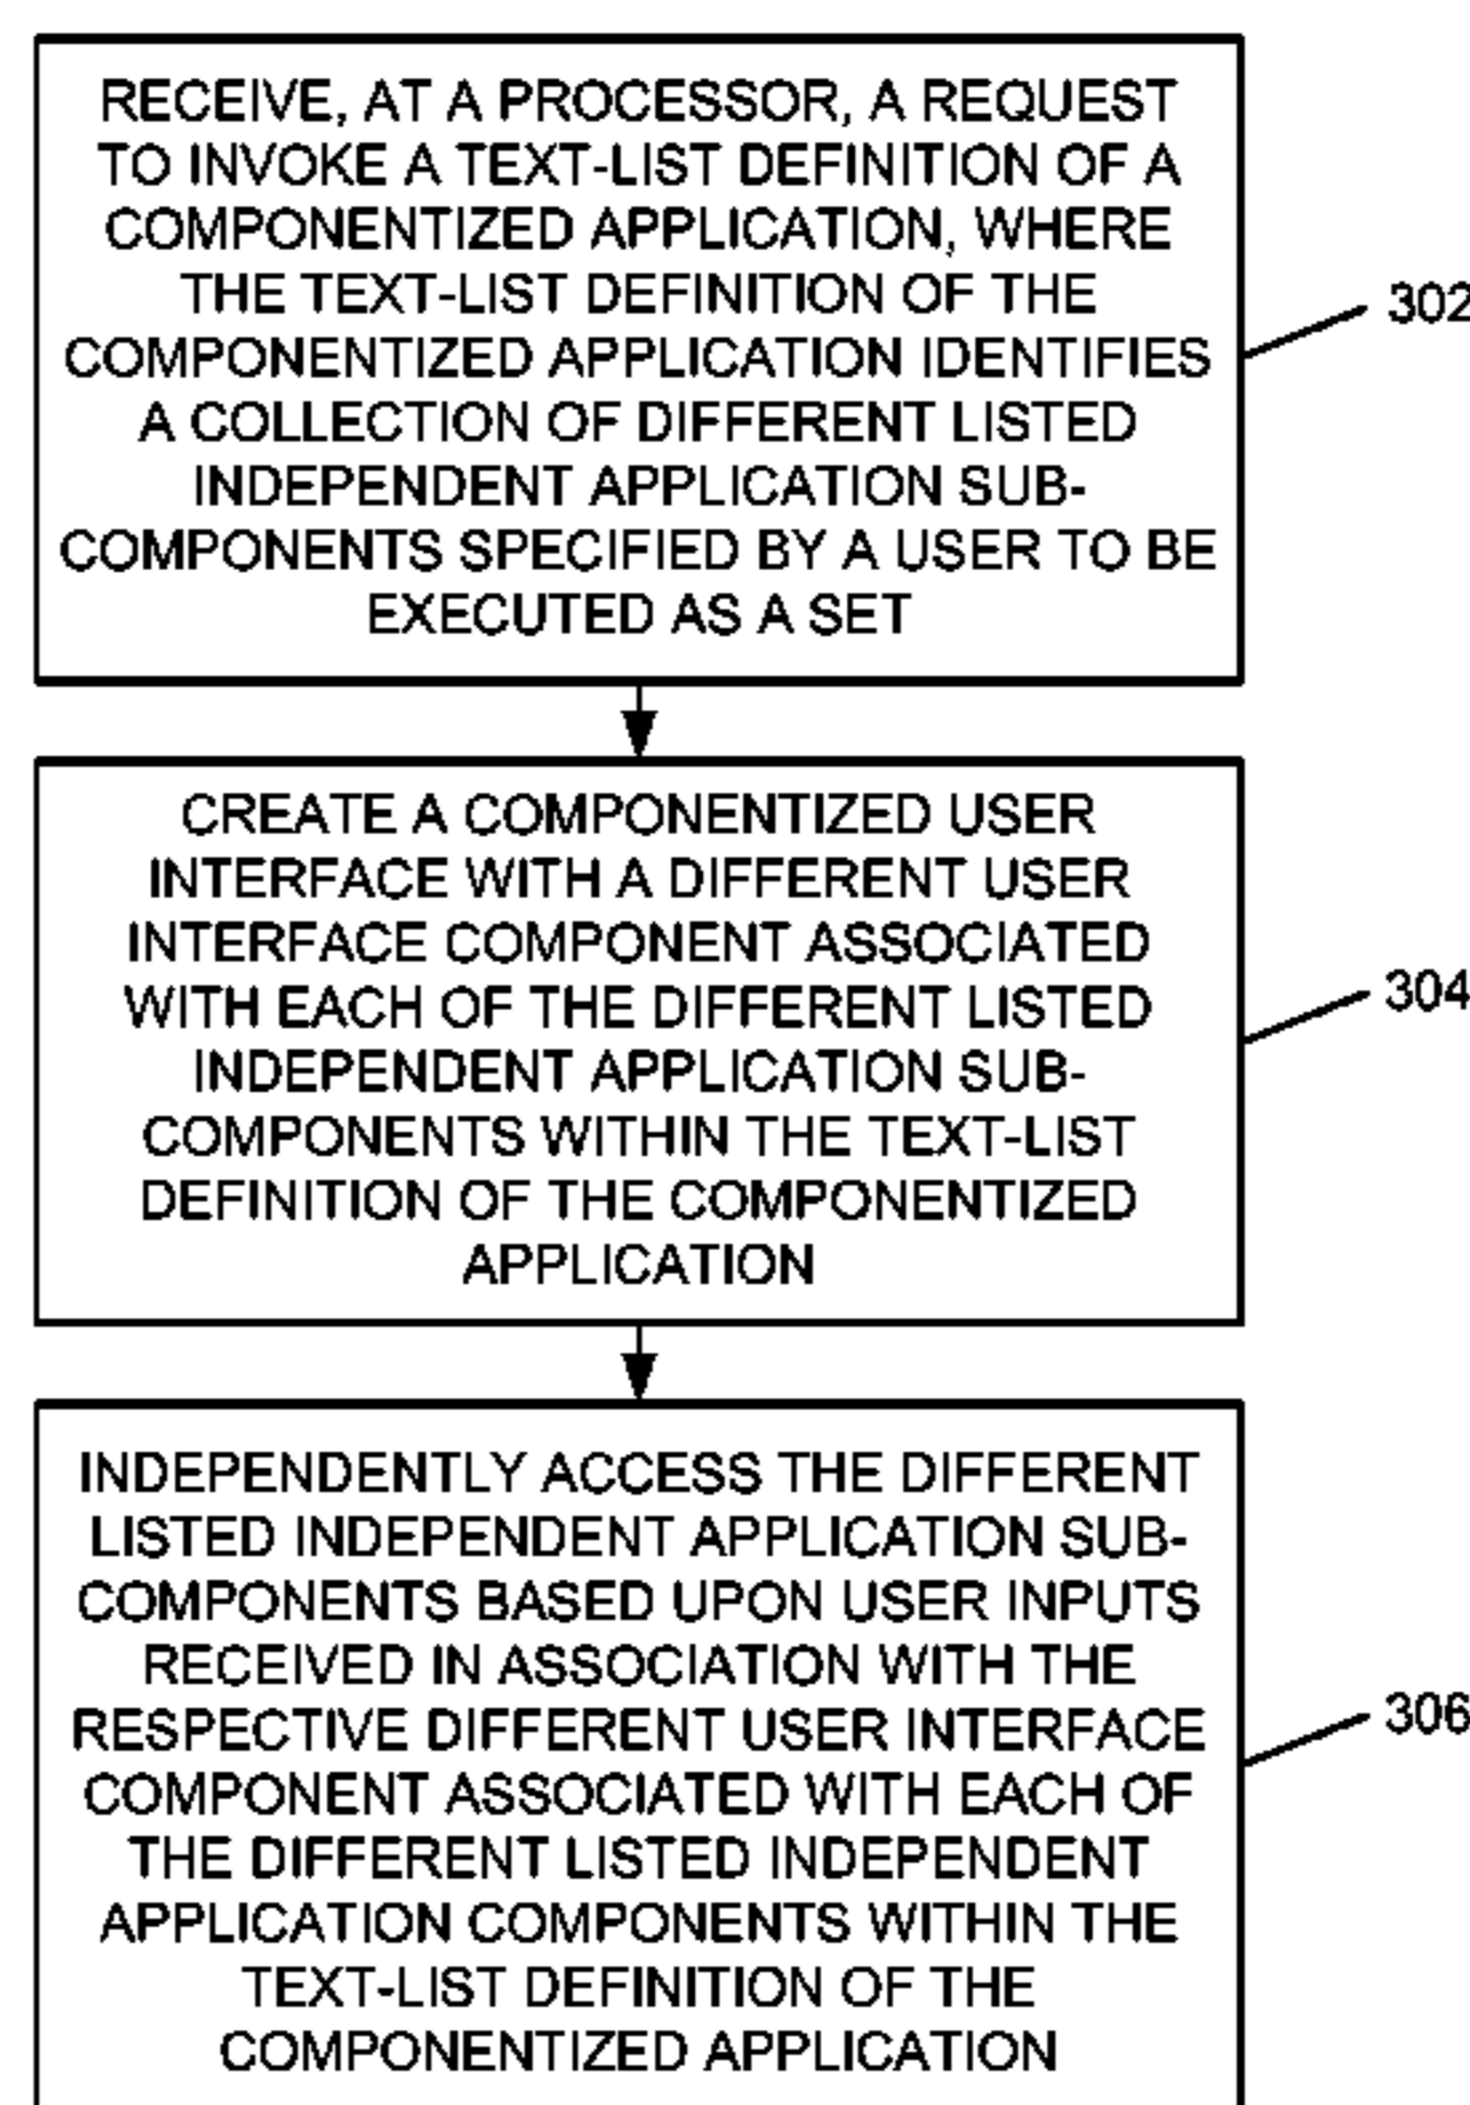 RECEIVE, AT A PROCESSOR, A REQUEST
TO INVOKE A TEXT-LIST DEFINITION OF A
COMPONENTIZED APPLICATION, WHERE
THE TEXT-LIST DEFINITION OF THE
COMPONENTIZED APPLICATION IDENTIFIES
A COLLECTION OF DIFFERENT LISTED
INDEPENDENT APPLICATION SUB-
COMPONENTS SPECIFIED BY A USER TO BE
EXECUTED AS A SET
302
CREATE A COMPONENTIZED USER
INTERFACE WITH A DIFFERENT USER
INTERFACE COMPONENT ASSOCIATED
WITH EACH OF THE DIFFERENT LISTED
INDEPENDENT APPLICATION SUB-
COMPONENTS WITHIN THE TEXT-LIST
DEFINITION OF THE COMPONENTIZED
APPLICATION
304
INDEPENDENTLY ACCESS THE DIFFERENT
LISTED INDEPENDENT APPLICATION SUB-
COMPONENTS BASED UPON USER INPUTS
RECEIVED IN ASSOCIATION WITH THE
RESPECTIVE DIFFERENT USER INTERFACE
COMPONENT ASSOCIATED WITH EACH OF
THE DIFFERENT LISTED INDEPENDENT
APPLICATION COMPONENTS WITHIN THE
TEXT-LIST DEFINITION OF THE
COMPONENTIZED APPLICATION
306